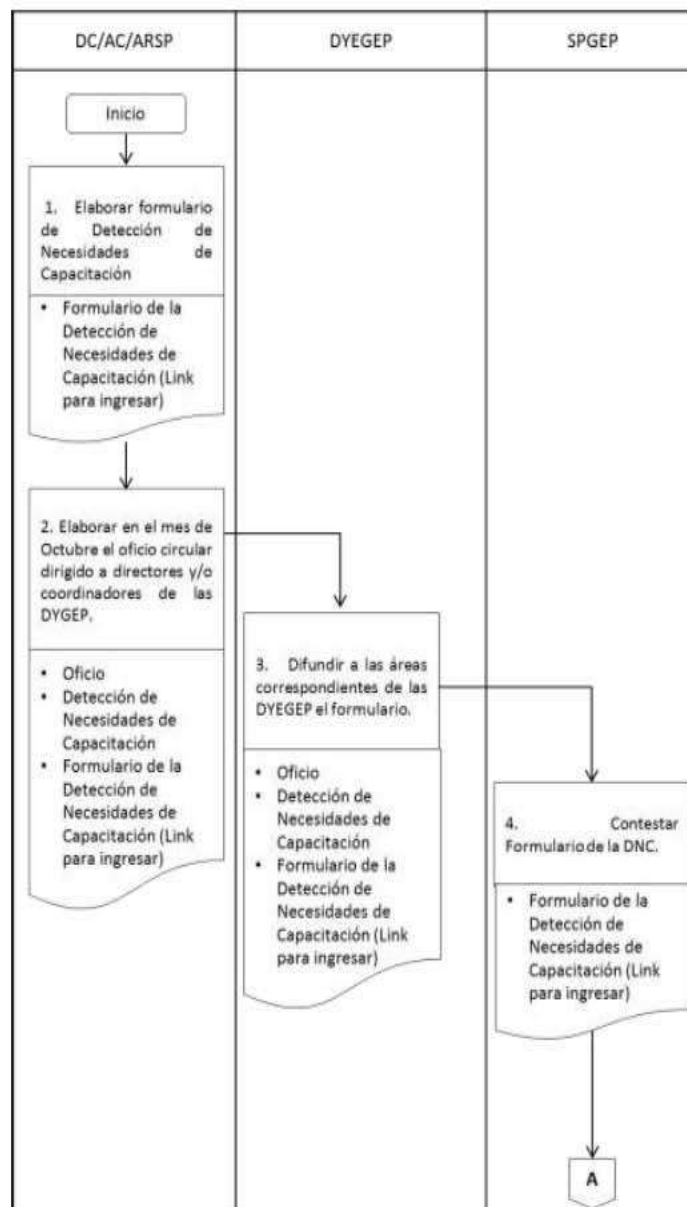 DC/AC/ARSP
DYEGEP
SPGEP
Inicio
1. Elaborar formulario
de Detección de
Necesidades de
Capacitación
• Formulario de la
Detección de
Necesidades de
Capacitación (Link
para ingresar)
2. Elaborar en el mes de
Octubre el oficio circular
dirigido a directores y/o
coordinadores de las
DYGEP.
• Oficio
• Detección de
Necesidades de
Capacitación
• Formulario de la
Detección de
Necesidades de
Capacitación (Link
para ingresar)
3. Difundir a las áreas
correspondientes de las
DYEGEP el formulario.
• Oficio
• Detección de
Necesidades de
Capacitación
• Formulario de la
Detección de
Necesidades de
Capacitación (Link
para ingresar)
4. Contestar
Formulario de la DNC.
• Formulario de la
Detección de
Necesidades de
Capacitación (Link
para ingresar)
A